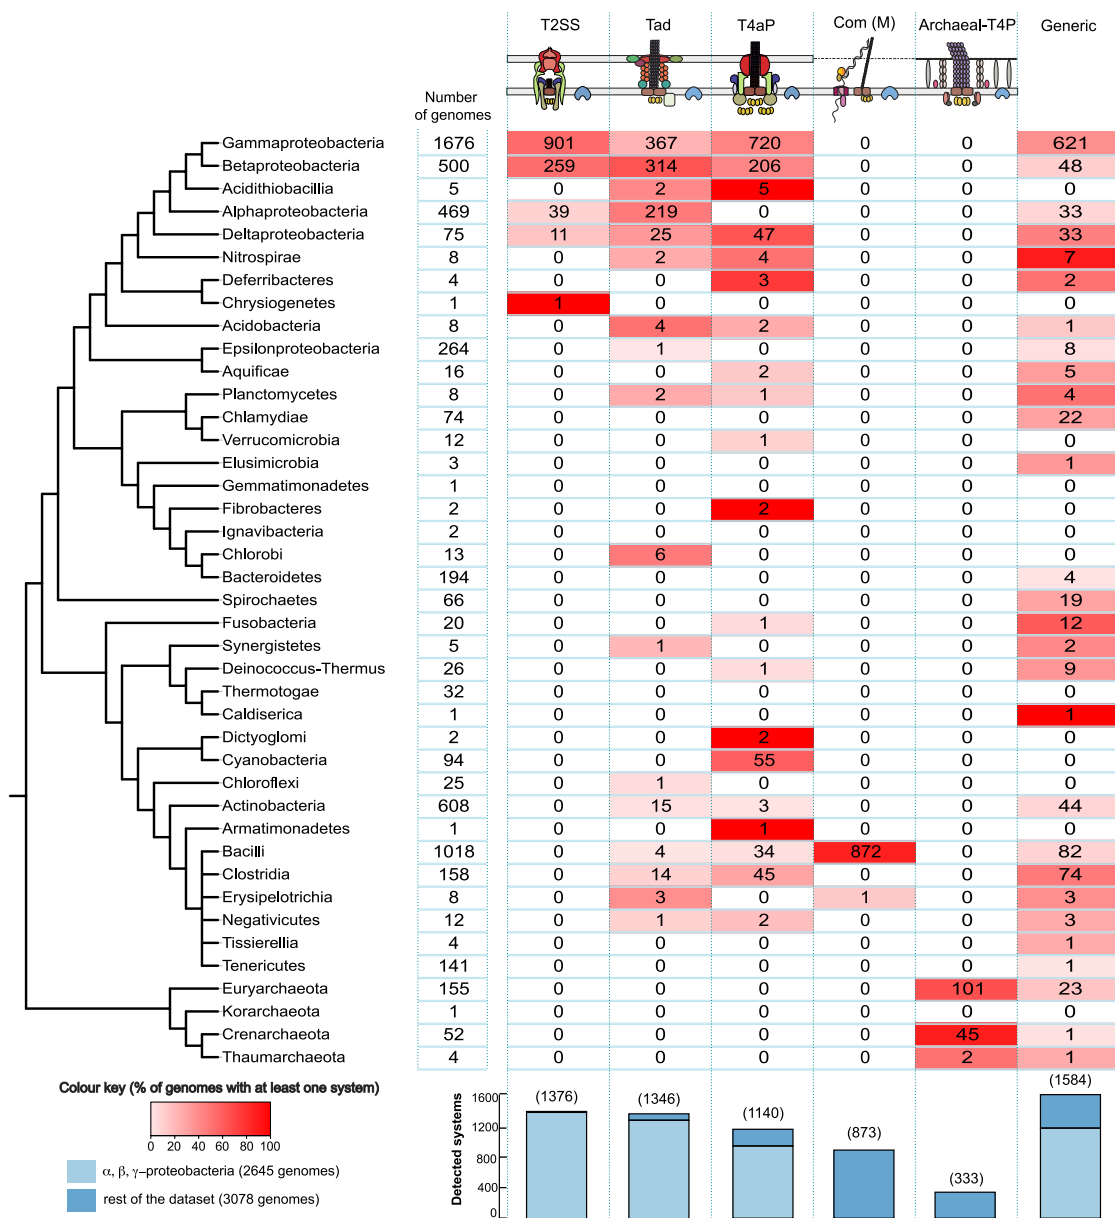 T2SS Tad T4aP Com (M) Archaeal-T4P Generic
Number
of genomes
Gammaproteobacteria 1676 901 367 720 0 0 621
Betaproteobacteria 500 259 314 206 0 0 48
Acidithiobacillia 5 0 2 5 0 0 0
Alphaproteobacteria 469 39 219 0 0 0 33
Deltaproteobacteria 75 11 25 47 0 0 33
Nitrospirae 8 0 2 4 0 0 7
Deferribacteres 4 0 0 3 0 0 2
Chrysiogenetes 1 1 0 0 0 0 0
Acidobacteria 8 0 4 2 0 0 1
Epsilonproteobacteria 264 0 1 0 0 0 8
Aquificae 16 0 0 2 0 0 5
Planctomycetes 8 0 2 1 0 0 4
Chlamydiae 74 0 0 0 0 0 22
Verrucomicrobia 12 0 0 1 0 0 0
Elusimicrobia 3 0 0 0 0 0 1
Gemmatimonadetes 1 0 0 0 0 0 0
Fibrobacteres 2 0 0 2 0 0 0
Ignavibacteria 2 0 0 0 0 0 0
Chlorobi 13 0 6 0 0 0 0
Bacteroidetes 194 0 0 0 0 0 4
Spirochaetes 66 0 0 0 0 0 19
Fusobacteria 20 0 0 1 0 0 12
Synergistetes 5 0 1 0 0 0 2
Deinococcus-Thermus 26 0 0 1 0 0 9
Thermotogae 32 0 0 0 0 0 0
Caldiserica 1 0 0 0 0 0 1
Dictyoglomi 2 0 0 2 0 0 0
Cyanobacteria 94 0 0 55 0 0 0
Chloroflexi 25 0 1 0 0 0 0
Actinobacteria 608 0 15 3 0 0 44
Armatimonadetes 1 0 0 1 0 0 0
Bacilli 1018 0 4 34 872 0 82
Clostridia 158 0 14 45 0 0 74
Erysipelotrichia 8 0 3 0 1 0 3
Negativicutes 12 0 1 2 0 0 3
Tissierellia 4 0 0 0 0 0 1
Tenericutes 141 0 0 0 0 0 1
Euryarchaeota 155 0 0 0 0 101 23
Korarchaeota 1 0 0 0 0 0 0
Crenarchaeota 52 0 0 0 0 45 1
Thaumarchaeota 4 0 0 0 0 2 1
Colour key (% of genomes with at least one system)
0 20 40 60 80 100
α, β, γ–proteobacteria (2645 genomes)
rest of the dataset (3078 genomes)
Detected systems
1600
1200
800
400
0
(1376) (1346) (1140) (873) (333) (1584)